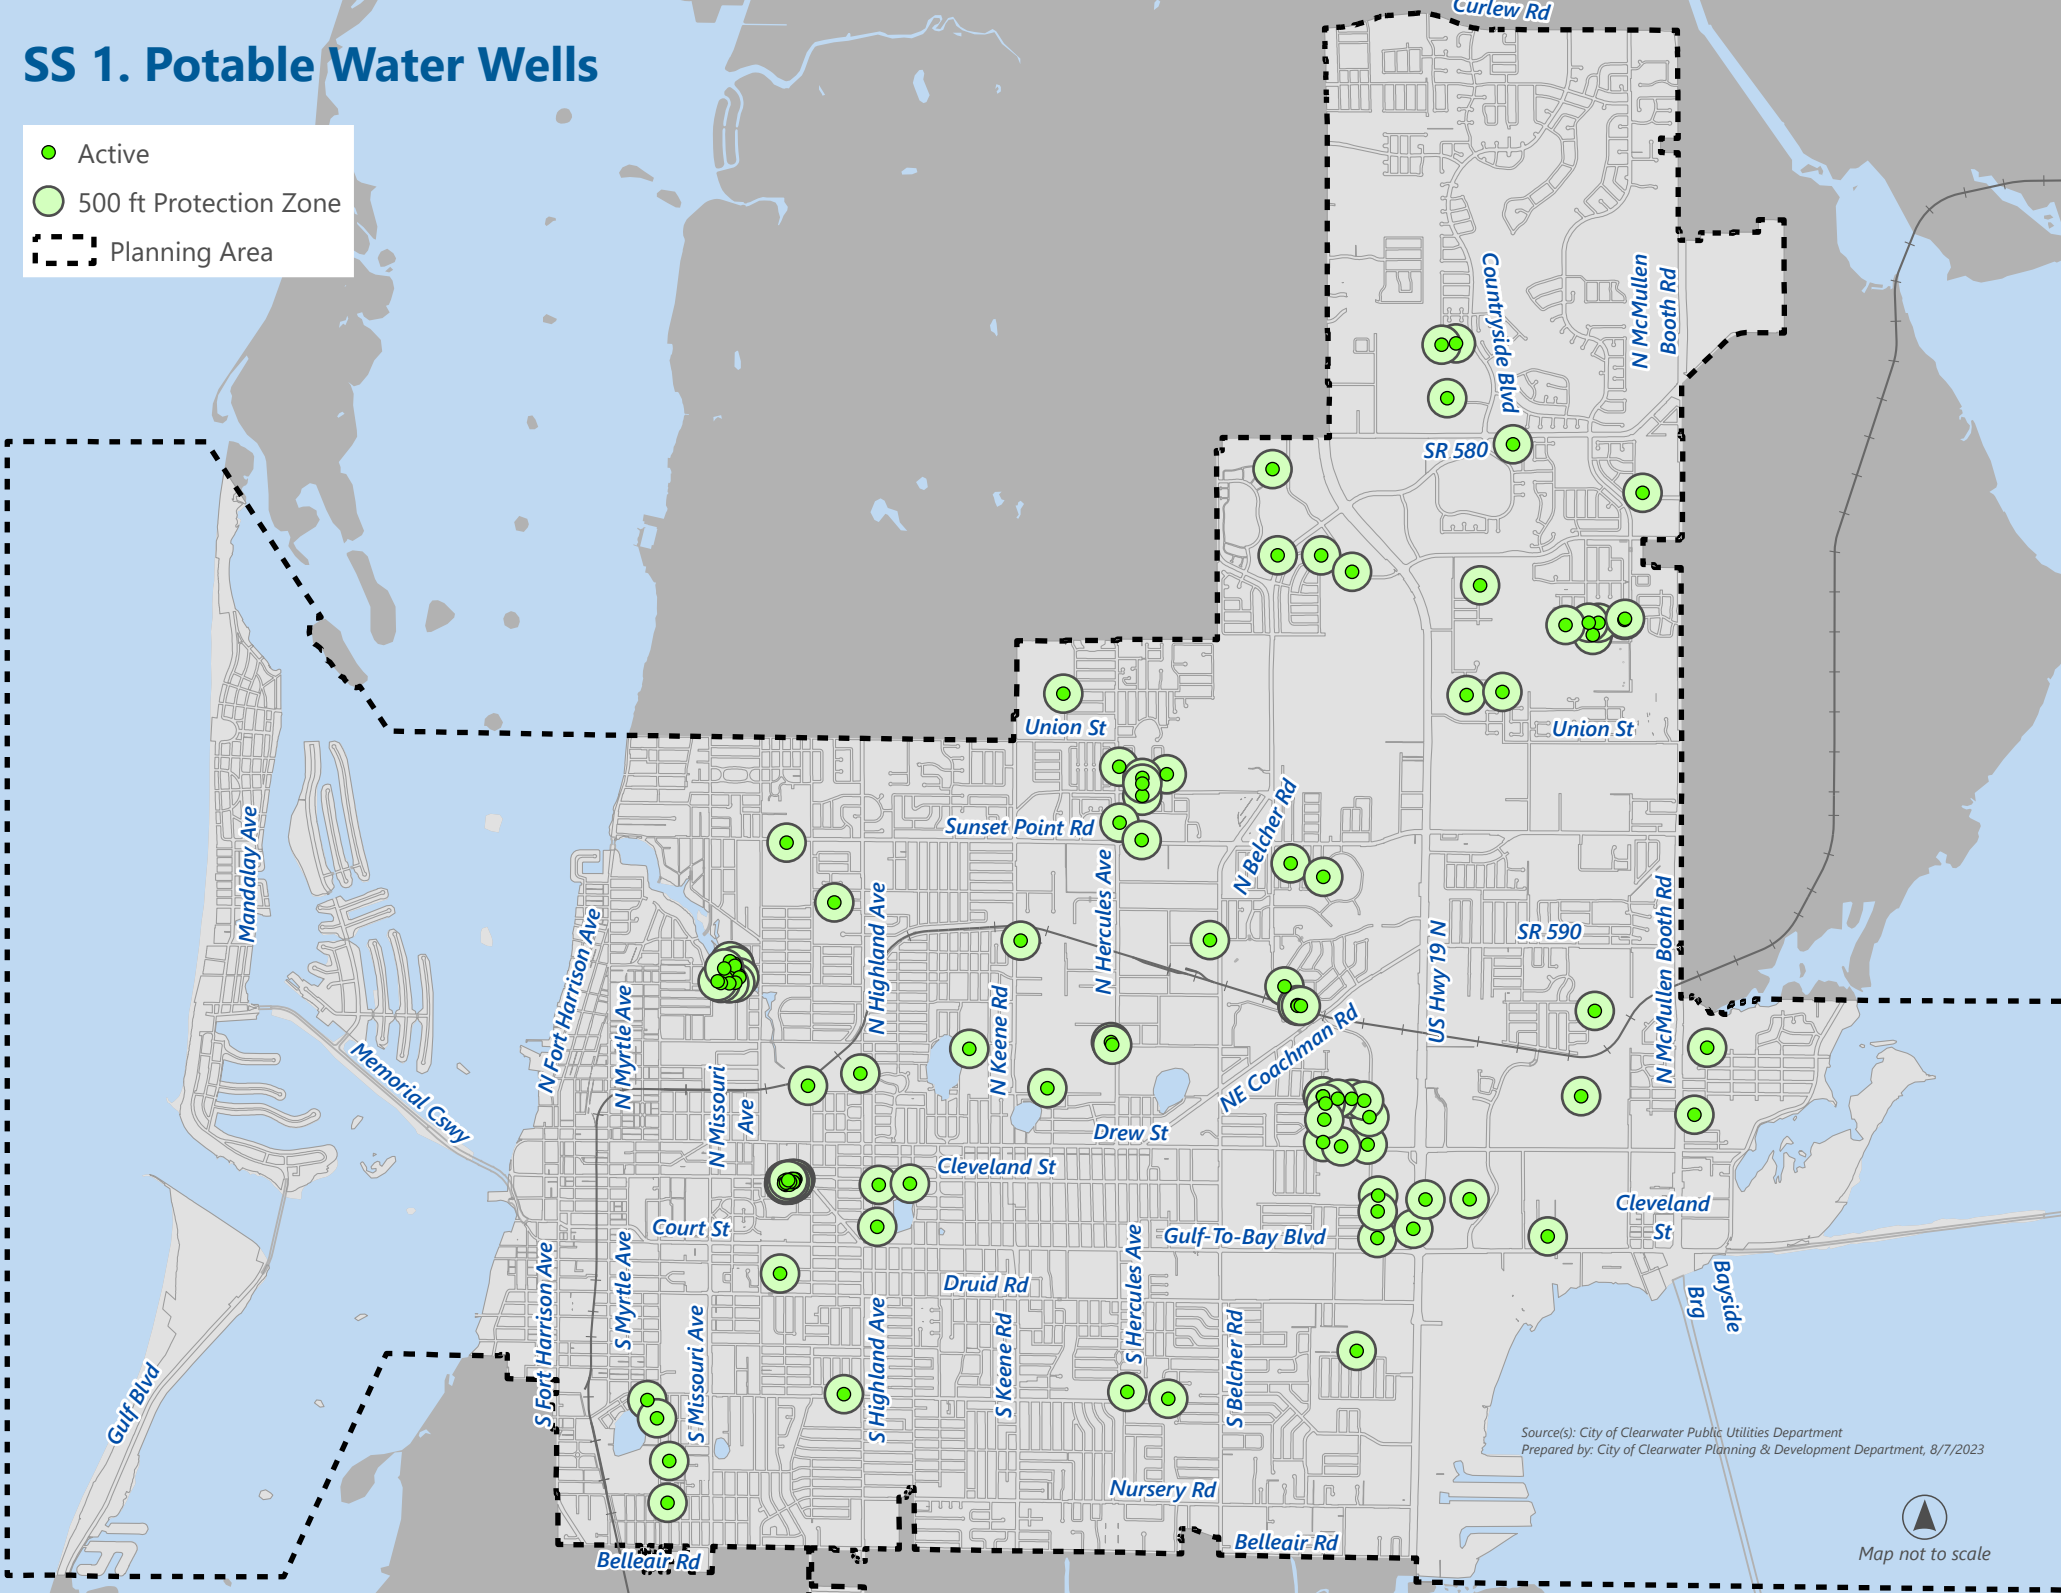 Curlew Rd
SS 1. Potable Water Wells
Active
500 ft Protection Zone
Planning Area
Countryside Blvd
N McMullen
Booth Rd
SR 580
Union St
Union St
Sunset Point Rd
N Belcher Rd
Mandalay Ave
N Fort Harrison Ave
N Myrtle Ave
N Highland Ave
N Hercules Ave
N Keene Rd
US Hwy 19 N
SR 590
N McMullen Booth Rd
Memorial Cswy
N Missouri
Ave
NE Coachman Rd
Drew St
Cleveland St
Court St
Gulf-To-Bay Blvd
Cleveland
St
Druid Rd
Bayside
Brg
S Fort Harrison Ave
S Myrtle Ave
S Missouri Ave
S Highland Ave
S Keene Rd
S Hercules Ave
S Belcher Rd
Gulf Blvd
Source(s): City of Clearwater Public Utilities Department
Prepared by: City of Clearwater Planning & Development Department, 8/7/2023
Nursery Rd
Belleair Rd
Belleair Rd
Map not to scale